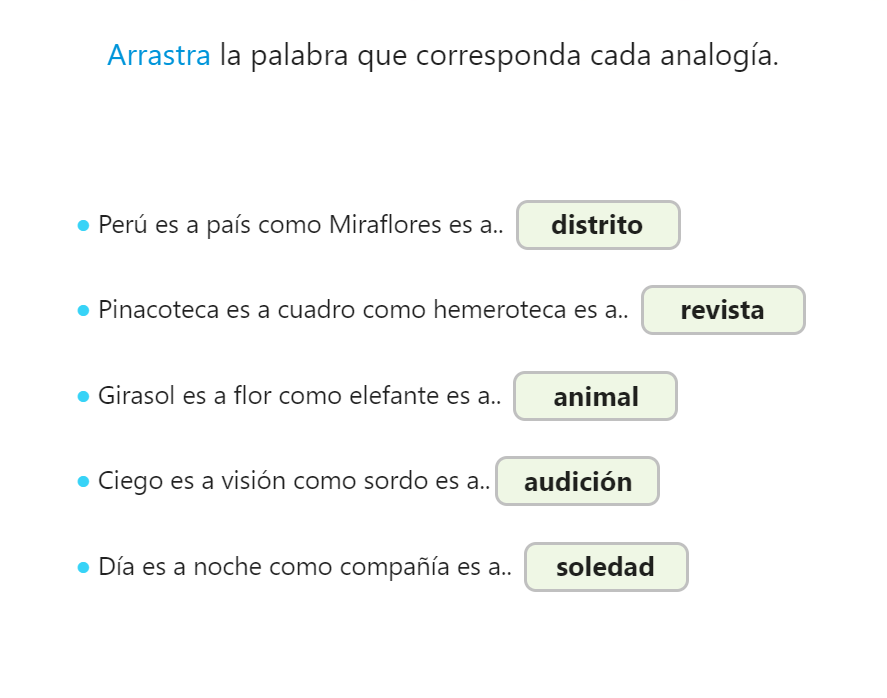 Arrastra la palabra que corresponda cada analogía.
Perú es a país como Miraflores es a.. distrito
Pinacoteca es a cuadro como hemeroteca es a.. revista
Girasol es a flor como elefante es a.. animal
Ciego es a visión como sordo es a.. audición
Día es a noche como compañía es a.. soledad